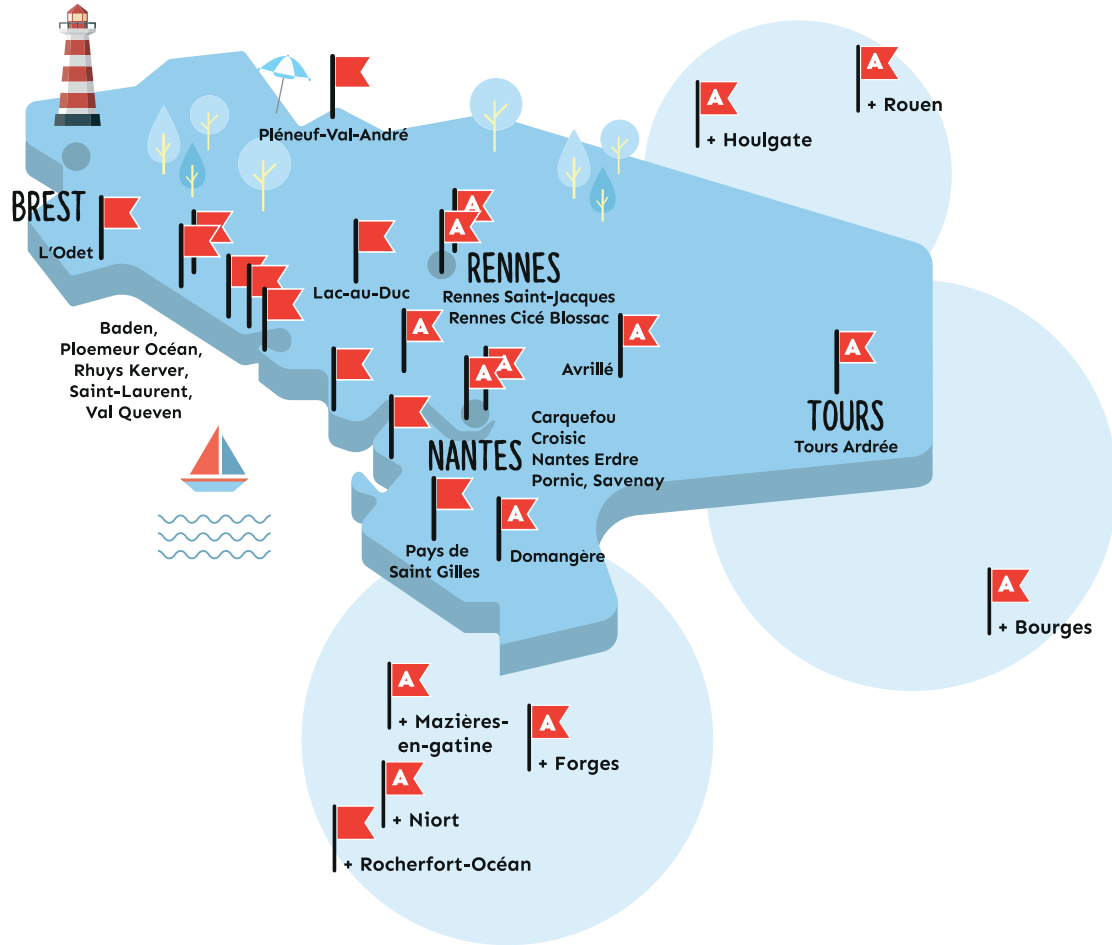 A
+ Rouen
A
+ Houlgate
Pléneuf-Val-André
BREST
L'Odet
A
A
RENNES
Rennes Saint-Jacques
Rennes Cicé Blossac
Lac-au-Duc
Baden,
Ploemeur Océan,
Rhuys Kerver,
Saint-Laurent,
Val Queven
A
A
Avrillé
A
TOURS
Tours Ardrée
A
A
NANTES
Carquefou
Croisic
Nantes Erdre
Pornic, Savenay
Pays de
Saint Gilles
A
Domangère
A
+ Bourges
A
+ Mazières-
en-gatine
A
+ Forges
A
+ Niort
+ Rocherfort-Océan